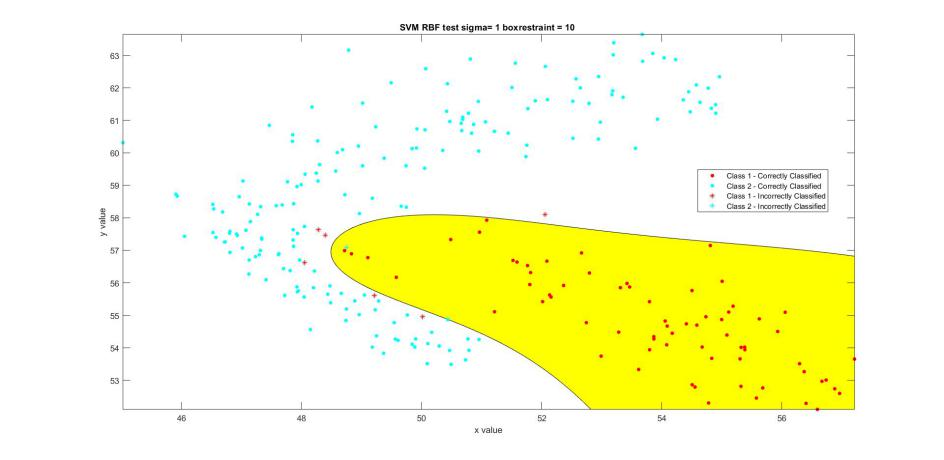 SVM RBF test sigma= 1 boxrestraint = 10
63
62
61
60
59
58
57
56
55
54
53
y value
Class 1 - Correctly Classified
Class 2 - Correctly Classified
Class 1 - Incorrectly Classified
Class 2 - Incorrectly Classified
46 48 50 52 54 56
x value